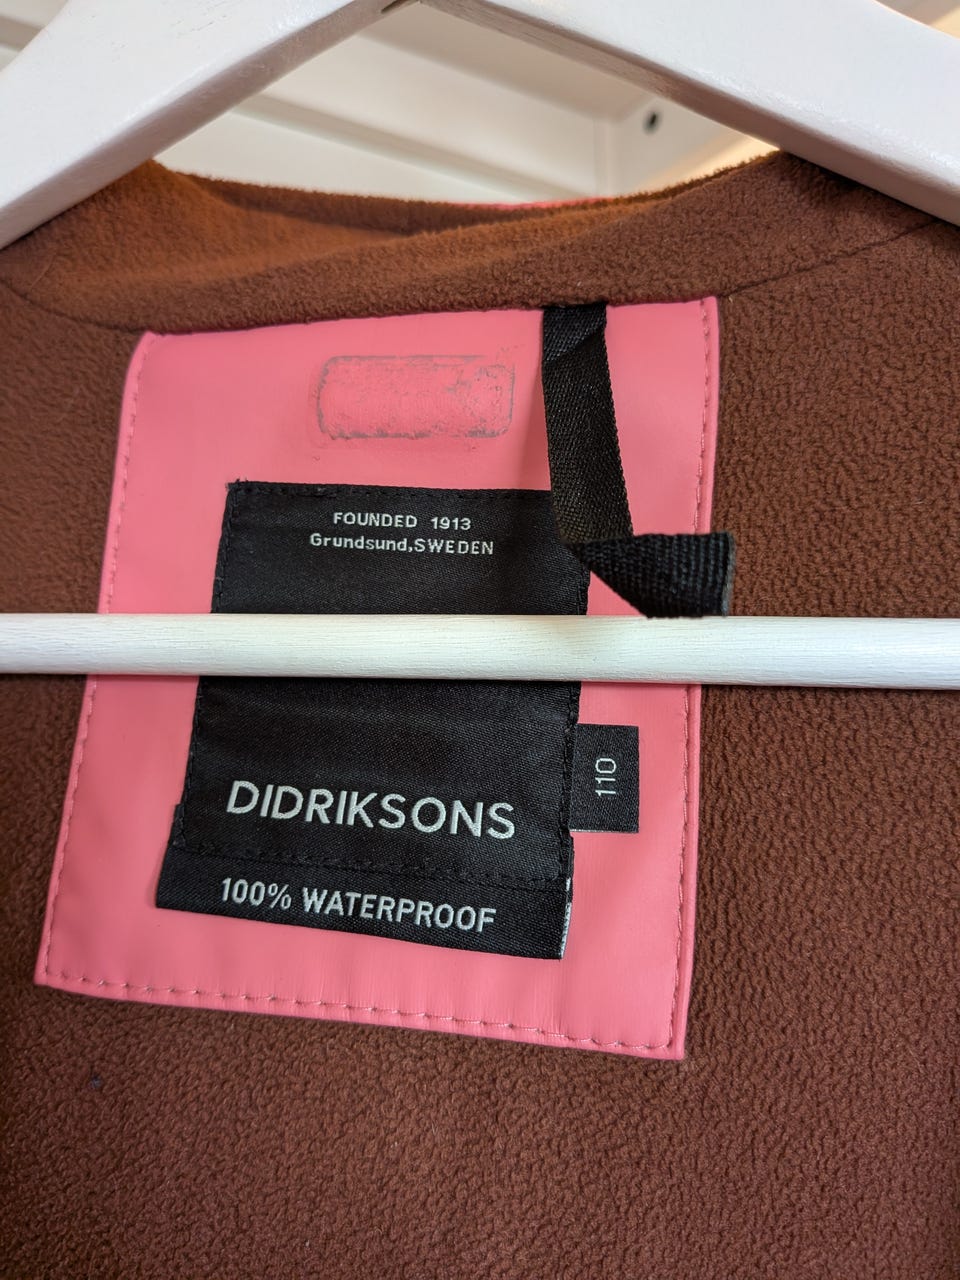 FOUNDED 1913
Grundsund,SWEDEN
DIDRIKSONS
110
100% WATERPROOF